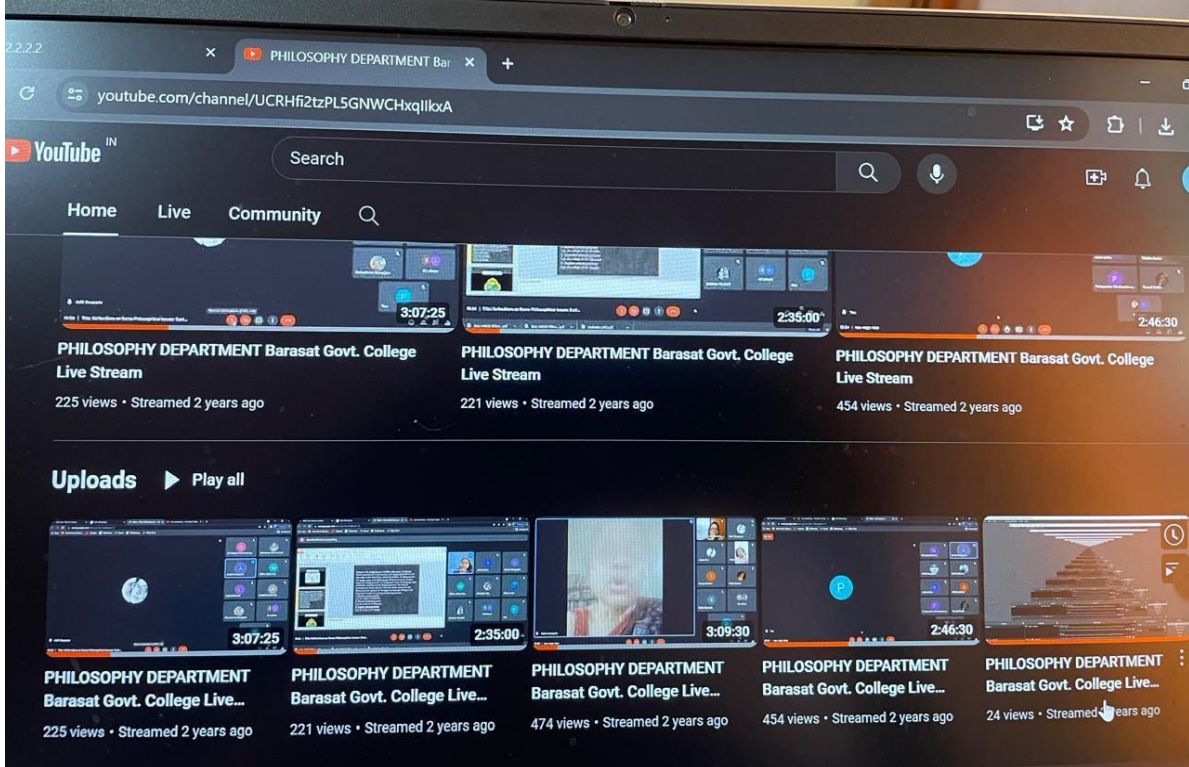 2.2.2.2
PHILOSOPHY DEPARTMENT Bar
youtube.com/channel/UCRHfi2tzPL5GNWCHxqlIkxA
YouTube IN
Search
Home Live Community
3:07:25
2:35:00
2:46:30
PHILOSOPHY DEPARTMENT Barasat Govt. College
Live Stream
225 views • Streamed 2 years ago
PHILOSOPHY DEPARTMENT Barasat Govt. College
Live Stream
221 views • Streamed 2 years ago
PHILOSOPHY DEPARTMENT Barasat Govt. College
Live Stream
454 views • Streamed 2 years ago
Uploads Play all
3:07:25
2:35:00
3:09:30
2:46:30
PHILOSOPHY DEPARTMENT
Barasat Govt. College Live...
225 views • Streamed 2 years ago
PHILOSOPHY DEPARTMENT
Barasat Govt. College Live...
221 views • Streamed 2 years ago
PHILOSOPHY DEPARTMENT
Barasat Govt. College Live...
474 views • Streamed 2 years ago
PHILOSOPHY DEPARTMENT
Barasat Govt. College Live...
454 views • Streamed 2 years ago
PHILOSOPHY DEPARTMENT
Barasat Govt. College Live...
24 views • Streamed ears ago